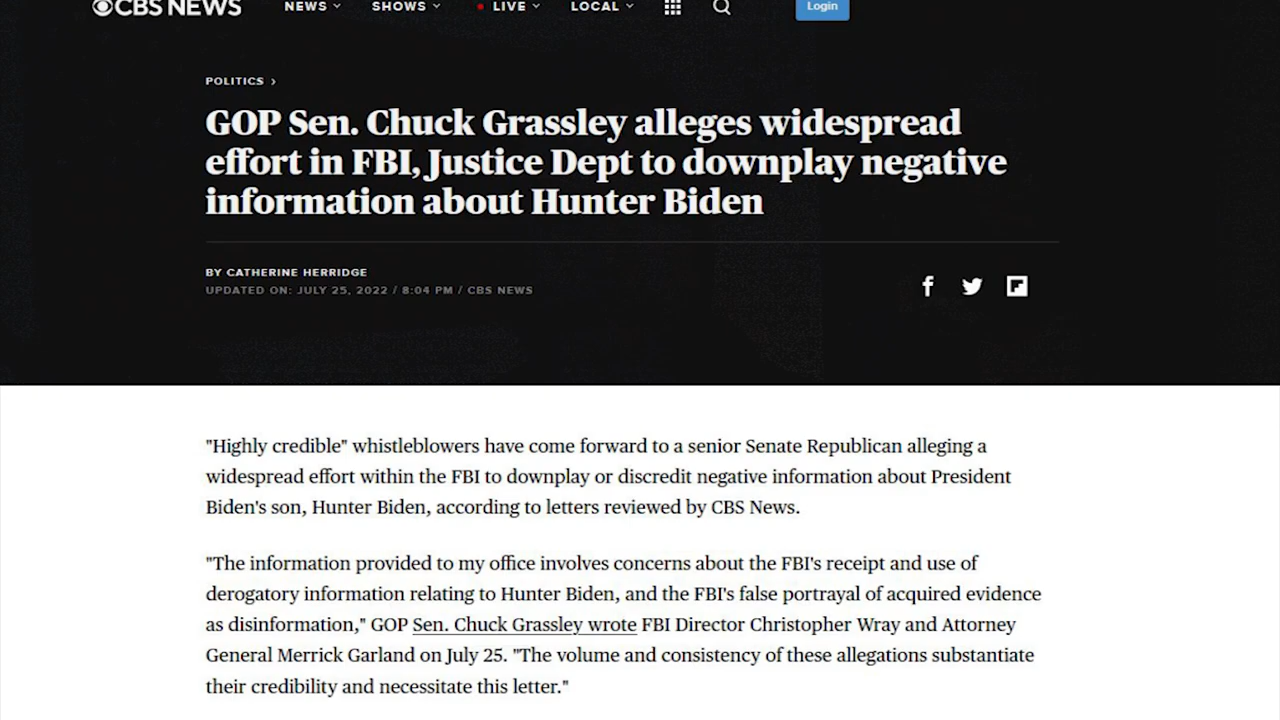 CBS NEWS NEWS SHOWS LIVE LOCAL Login
POLITICS >
GOP Sen. Chuck Grassley alleges widespread
effort in FBI, Justice Dept to downplay negative
information about Hunter Biden
BY CATHERINE HERRIDGE
UPDATED ON: JULY 25, 2022 / 8:04 PM / CBS NEWS
"Highly credible" whistleblowers have come forward to a senior Senate Republican alleging a
widespread effort within the FBI to downplay or discredit negative information about President
Biden's son, Hunter Biden, according to letters reviewed by CBS News.
"The information provided to my office involves concerns about the FBI's receipt and use of
derogatory information relating to Hunter Biden, and the FBI's false portrayal of acquired evidence
as disinformation," GOP Sen. Chuck Grassley wrote FBI Director Christopher Wray and Attorney
General Merrick Garland on July 25. "The volume and consistency of these allegations substantiate
their credibility and necessitate this letter."